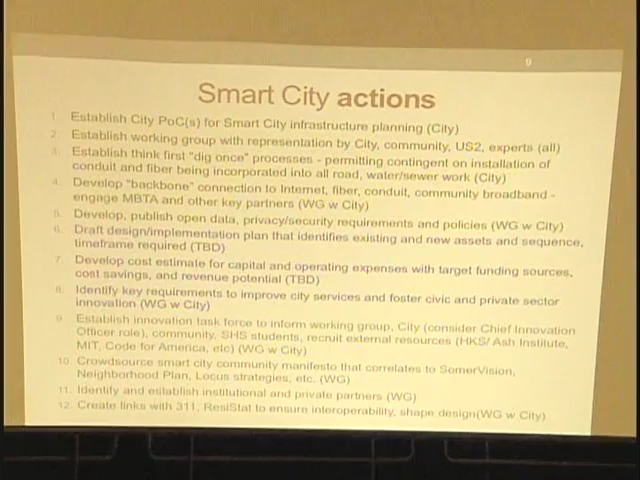 9
Smart City actions
1. Establish City PoC(s) for Smart City infrastructure planning (City)
2. Establish working group with representation by City, community, US2, experts (all)
3. Establish think first "dig once" processes - permitting contingent on installation of
conduit and fiber being incorporated into all road, water/sewer work (City)
4. Develop "backbone" connection to Internet, fiber, conduit, community broadband -
engage MBTA and other key partners (WG w City)
5. Develop, publish open data, privacy/security requirements and policies (WG w City)
6. Draft design/implementation plan that identifies existing and new assets and sequence,
timeframe required (TBD)
7. Develop cost estimate for capital and operating expenses with target funding sources,
cost savings, and revenue potential (TBD)
8. Identify key requirements to improve city services and foster civic and private sector
innovation (WG w City)
9. Establish innovation task force to inform working group, City (consider Chief Innovation
Officer role), community, SHS students, recruit external resources (HKS/ Ash Institute,
MIT, Code for America, etc) (WG w City)
10. Crowdsource smart city community manifesto that correlates to SomerVision,
Neighborhood Plan, Locus strategies, etc. (WG)
11. Identify and establish institutional and private partners (WG)
12. Create links with 311, ResiStat to ensure interoperability, shape design(WG w City)